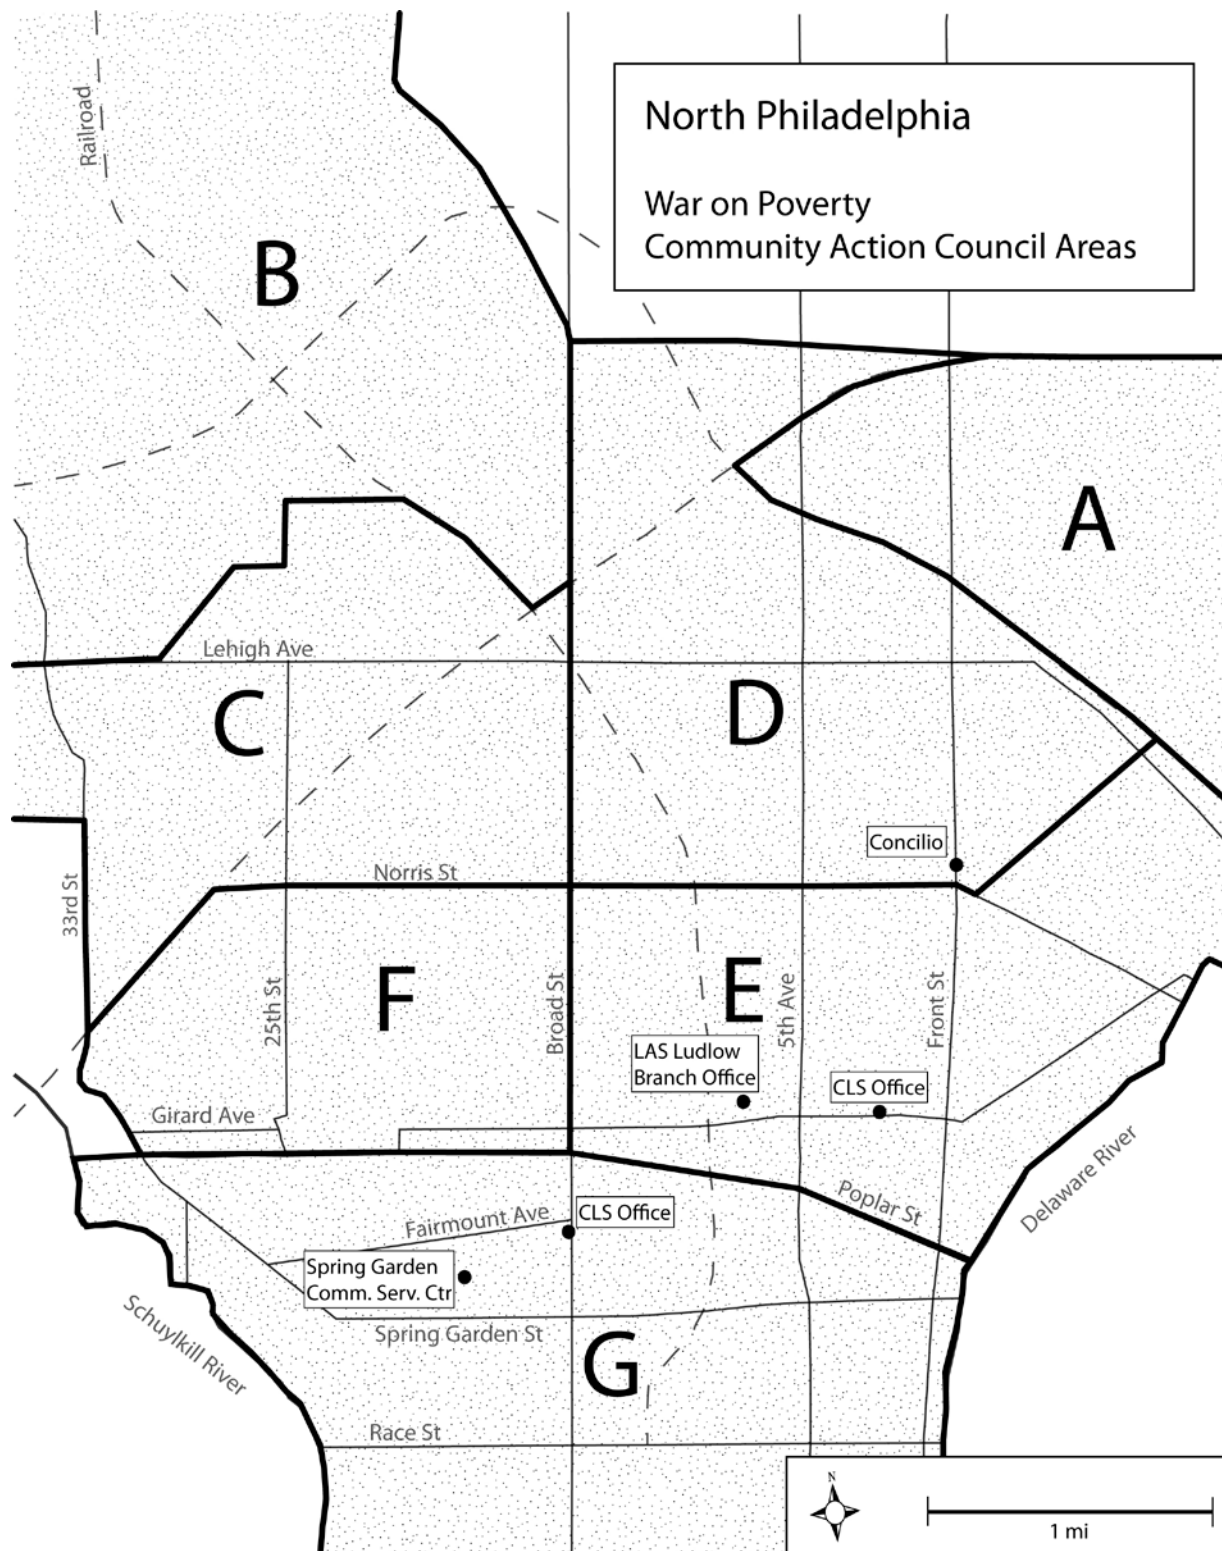 North Philadelphia
War on Poverty
Community Action Council Areas
Railroad
B
A
Lehigh Ave
C
D
Concilio
Norris St
33rd St
F
E
25th St
Broad St
5th Ave
Front St
LAS Ludlow
Branch Office
CLS Office
Girard Ave
Poplar St
Delaware River
Fairmount Ave
CLS Office
Spring Garden
Comm. Serv. Ctr
Schuylkill River
Spring Garden St
G
Race St
N
1 mi